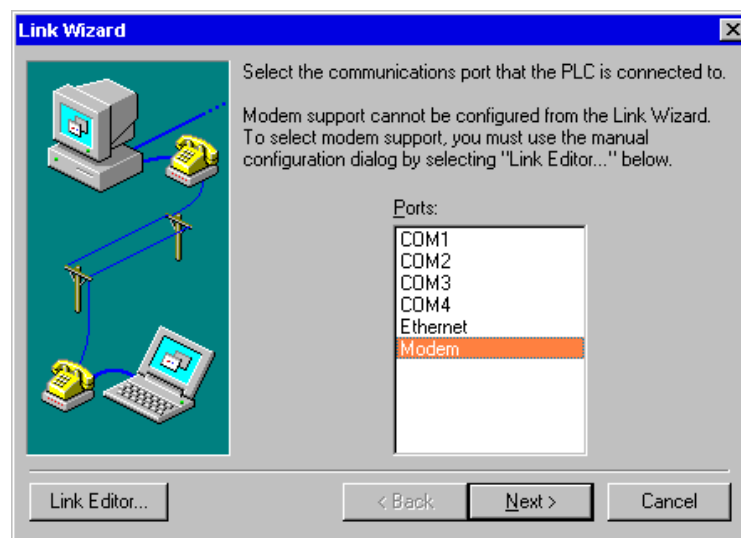 Link Wizard
Select the communications port that the PLC is connected to.
Modem support cannot be configured from the Link Wizard.
To select modem support, you must use the manual
configuration dialog by selecting "Link Editor..." below.
Ports:
COM1
COM2
COM3
COM4
Ethernet
Modem
Link Editor...
< Back
Next >
Cancel